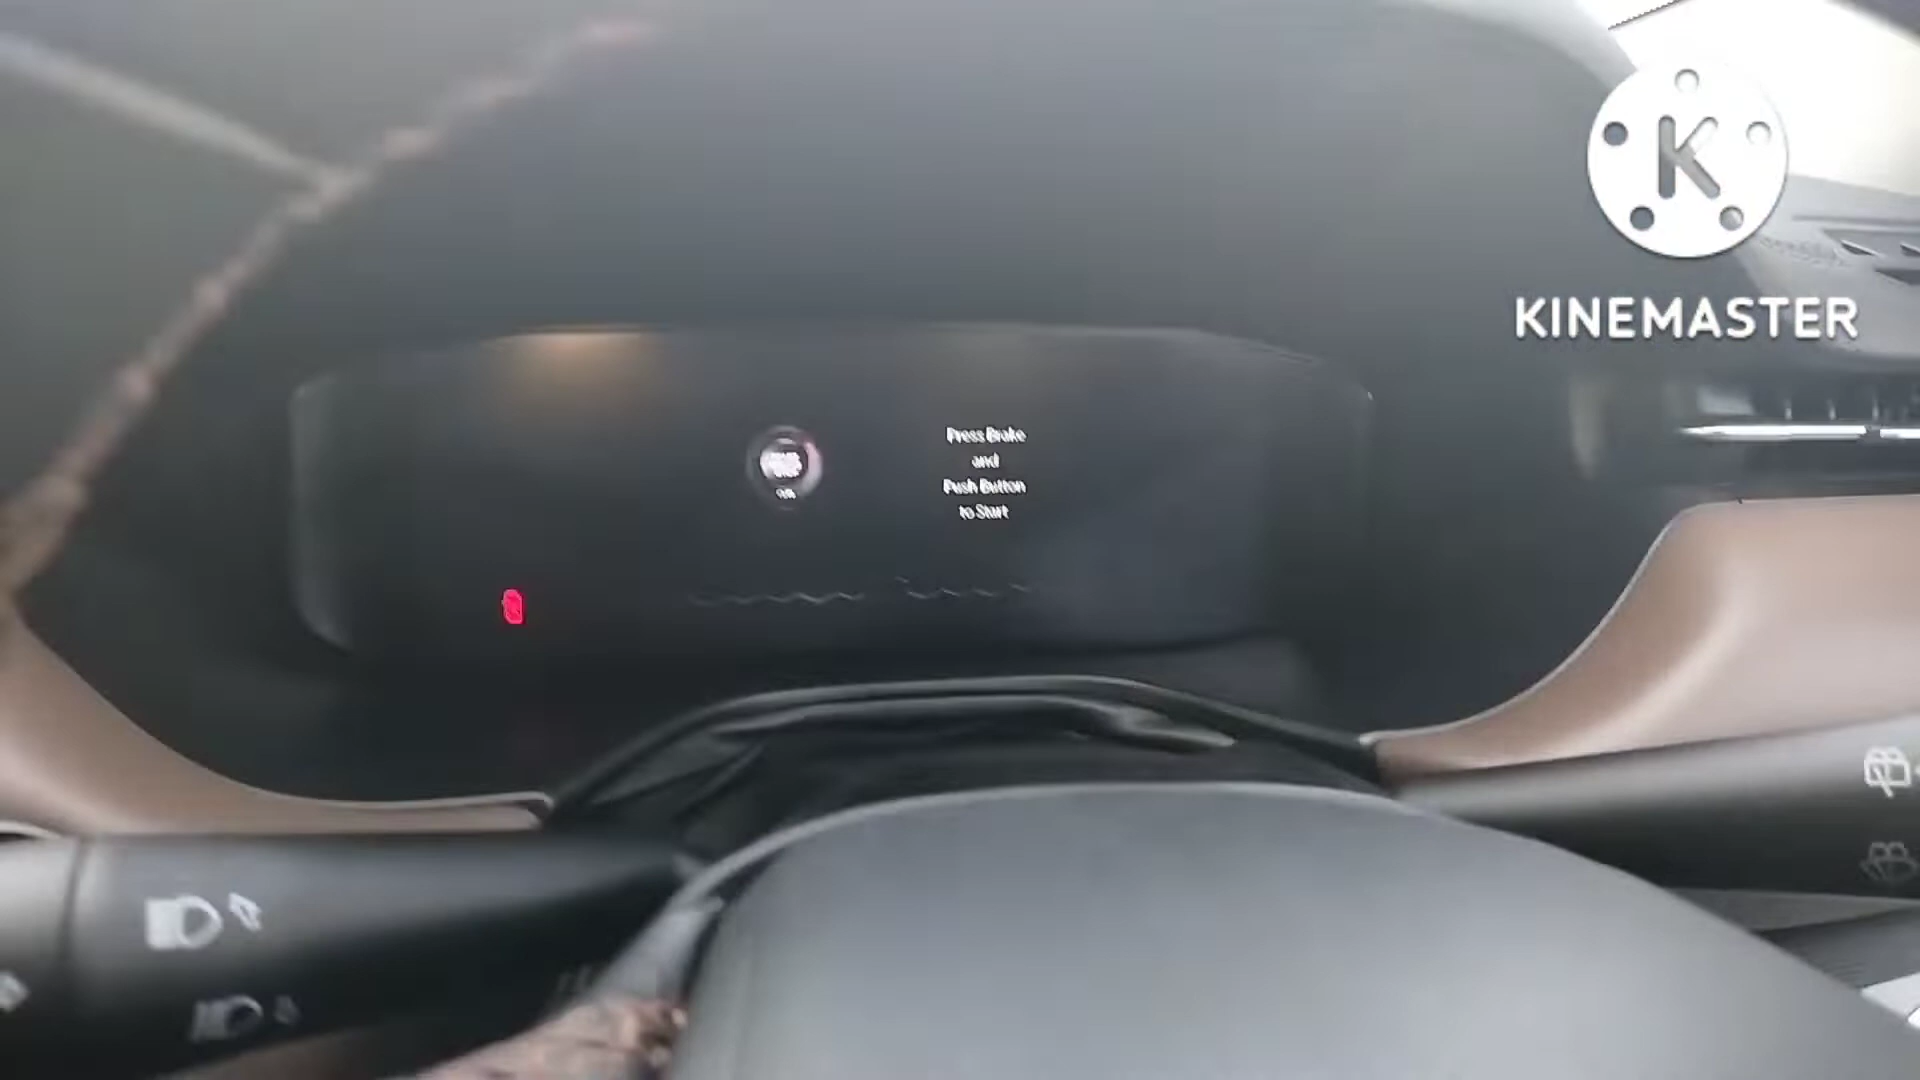 K
KINEMASTER
Press Brake
and
Push Button
to Start